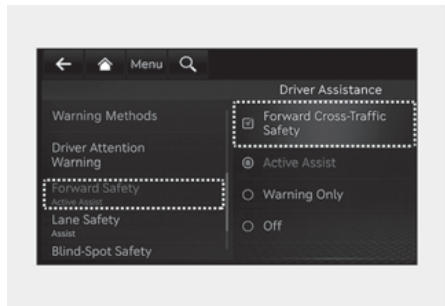 Menu
Driver Assistance
Warning Methods
Driver Attention
Warning
Forward Safety
Active Assist
Lane Safety
Assist
Blind-Spot Safety
Forward Cross-Traffic
Safety
Active Assist
Warning Only
Off